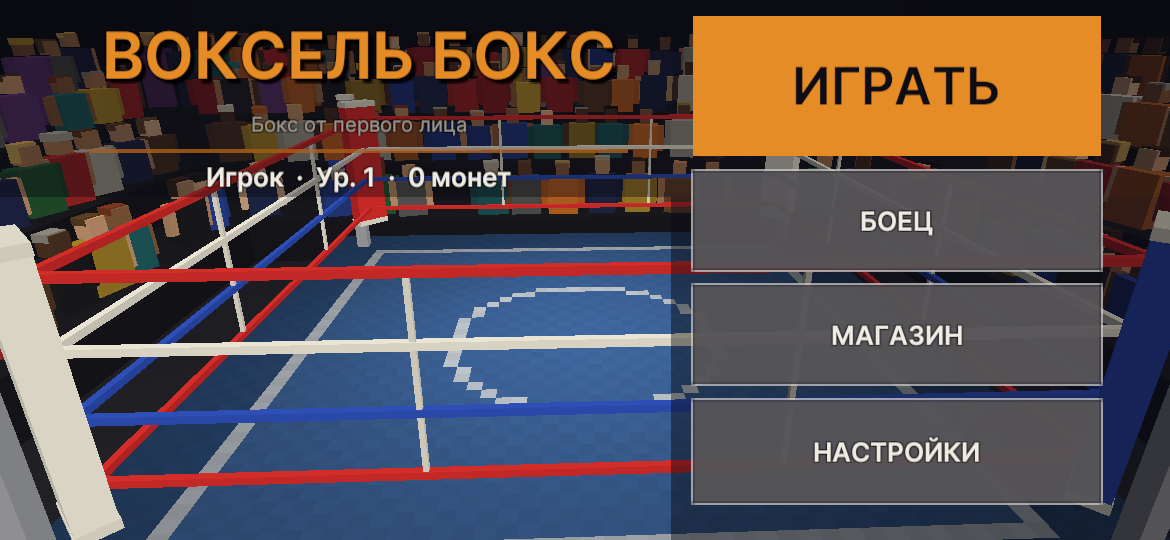 ВОКСЕЛЬ БОКС
Бокс от первого лица
Игрок · Ур. 1 · 0 монет
ИГРАТЬ
БОЕЦ
МАГАЗИН
НАСТРОЙКИ